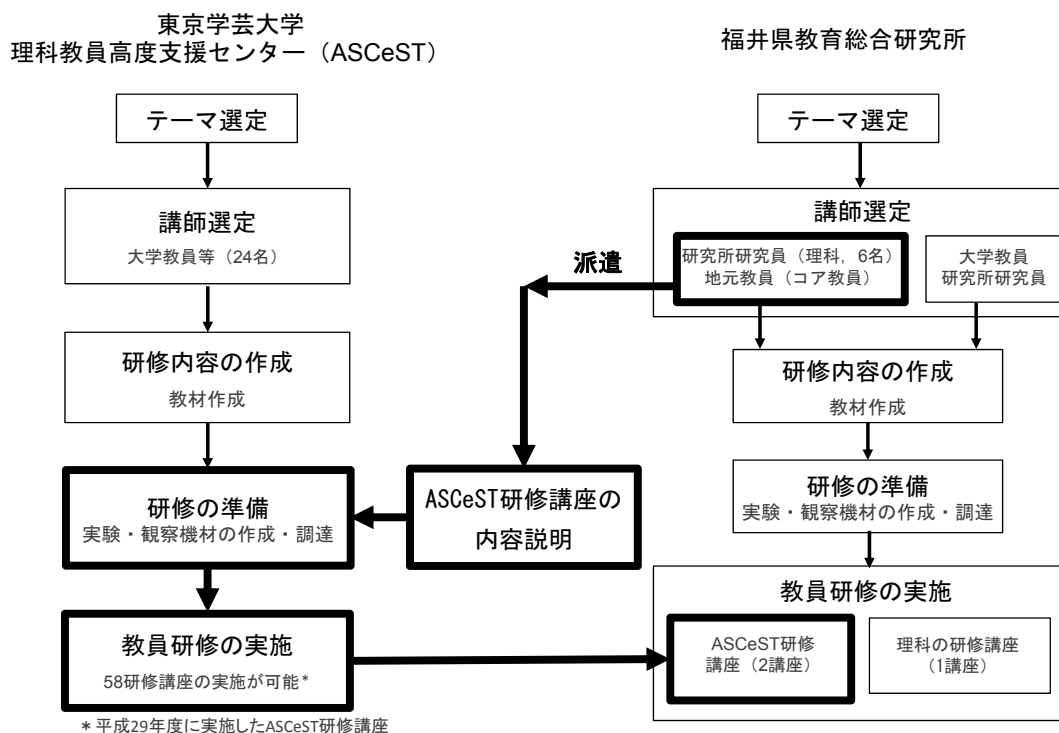 東京学芸大学
理科教員高度支援センター（ASCeST）
テーマ選定
講師選定
大学教員等（24名）
研修内容の作成
教材作成
研修の準備
実験・観察機材の作成・調達
教員研修の実施
58研修講座の実施が可能*
* 平成29年度に実施したASCeST研修講座
派遣
ASCeST研修講座の
内容説明
福井県教育総合研究所
テーマ選定
講師選定
研究所研究員（理科，6名）
地元教員（コア教員）
大学教員
研究所研究員
研修内容の作成
教材作成
研修の準備
実験・観察機材の作成・調達
教員研修の実施
ASCeST研修
講座（2講座）
理科の研修講座
（1講座）